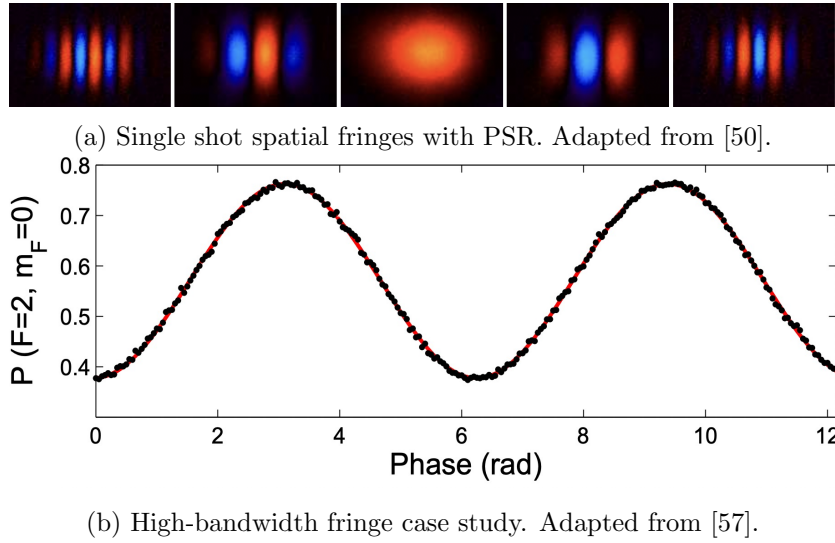 (a) Single shot spatial fringes with PSR. Adapted from [50].
0.8
0.7
0.6
0.5
0.4
P (F=2, m_F=0)
0 2 4 6 8 10 12
Phase (rad)
(b) High-bandwidth fringe case study. Adapted from [57].